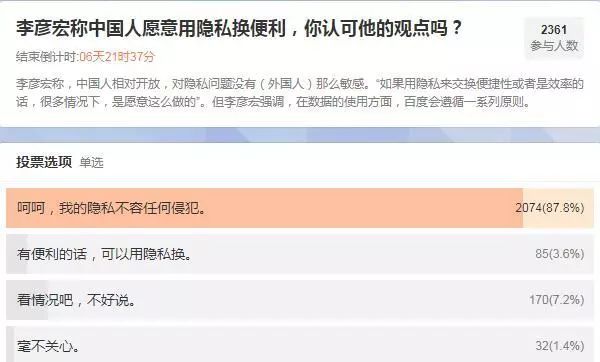 李彦宏称中国人愿意用隐私换便利，你认可他的观点吗？
2361
参与人数
结束倒计时:06天21时37分
李彦宏称，中国人相对开放，对隐私问题没有（外国人）那么敏感。“如果用隐私来交换便捷性或者是效率的
话，很多情况下，是愿意这么做的”。但李彦宏强调，在数据的使用方面，百度会遵循一系列原则。
投票选项 单选
呵呵，我的隐私不容任何侵犯。 2074(87.8%)
有便利的话，可以用隐私换。 85(3.6%)
看情况吧，不好说。 170(7.2%)
毫不关心。 32(1.4%)